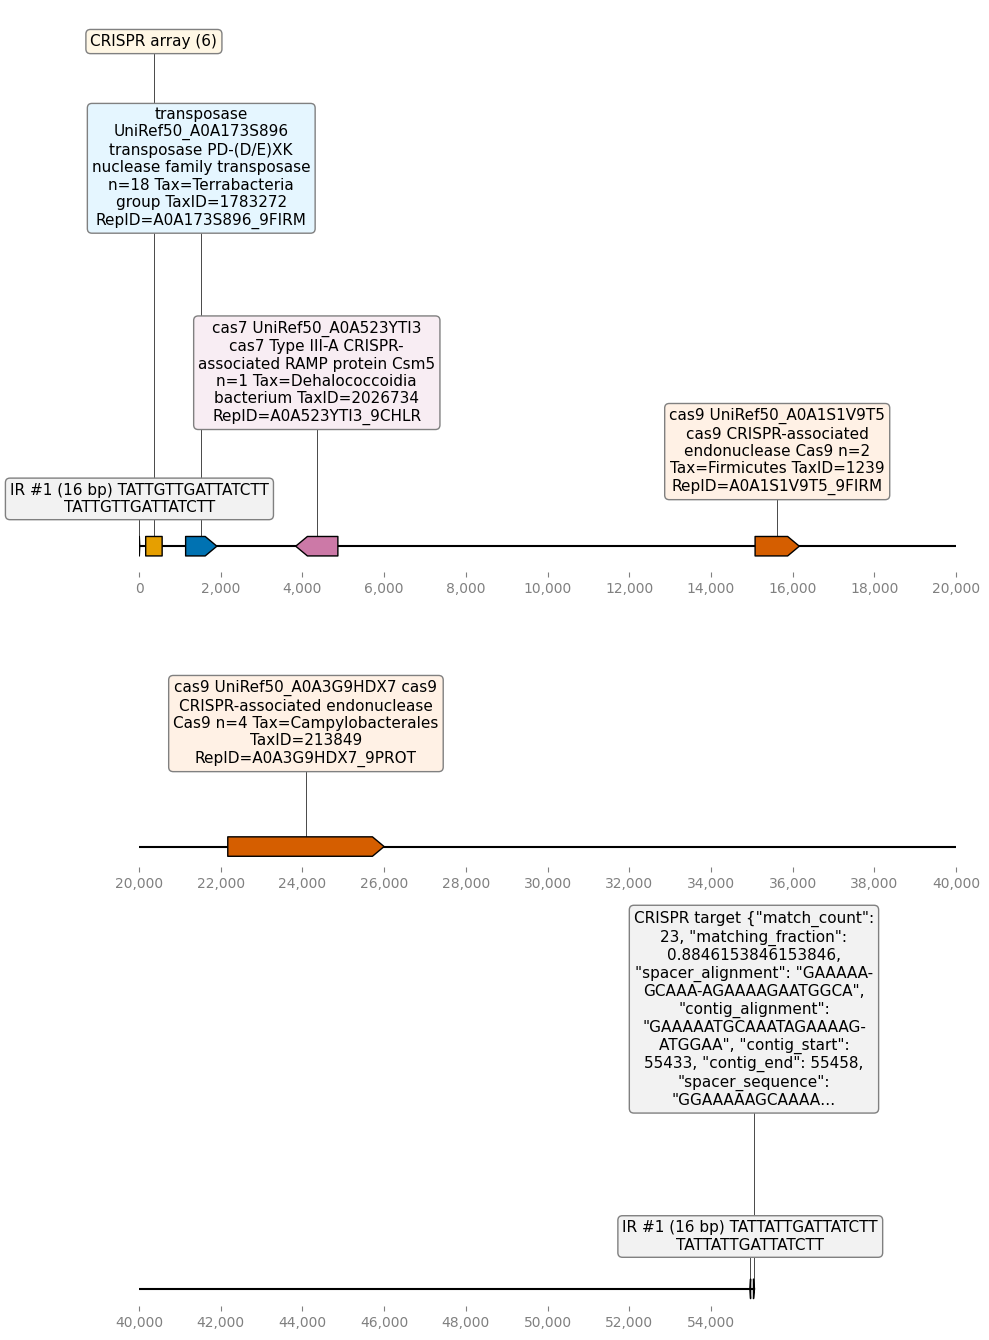 CRISPR array (6)
transposase
UniRef50_A0A173S896
transposase PD-(D/E)XK
nuclease family transposase
n=18 Tax=Terrabacteria
group TaxID=1783272
RepID=A0A173S896_9FIRM
cas7 UniRef50_A0A523YTI3
cas7 Type III-A CRISPR-
associated RAMP protein Csm5
n=1 Tax=Dehalococcoidia
bacterium TaxID=2026734
RepID=A0A523YTI3_9CHLR
cas9 UniRef50_A0A1S1V9T5
cas9 CRISPR-associated
endonuclease Cas9 n=2
Tax=Firmicutes TaxID=1239
RepID=A0A1S1V9T5_9FIRM
IR #1 (16 bp) TATTGTTGATTATCTT
TATTGTTGATTATCTT
0 2,000 4,000 6,000 8,000 10,000 12,000 14,000 16,000 18,000 20,000
cas9 UniRef50_A0A3G9HDX7 cas9
CRISPR-associated endonuclease
Cas9 n=4 Tax=Campylobacterales
TaxID=213849
RepID=A0A3G9HDX7_9PROT
20,000 22,000 24,000 26,000 28,000 30,000 32,000 34,000 36,000 38,000 40,000
CRISPR target {"match_count":
23, "matching_fraction":
0.8846153846153846,
"spacer_alignment": "GAAAAA-
GCAAA-AGAAAAGAATGGCA",
"contig_alignment":
"GAAAAATGCAAATAGAAAAG-
ATGGAA", "contig_start":
55433, "contig_end": 55458,
"spacer_sequence":
"GGAAAAAGCAAAA...
IR #1 (16 bp) TATTATTGATTATCTT
TATTATTGATTATCTT
40,000 42,000 44,000 46,000 48,000 50,000 52,000 54,000